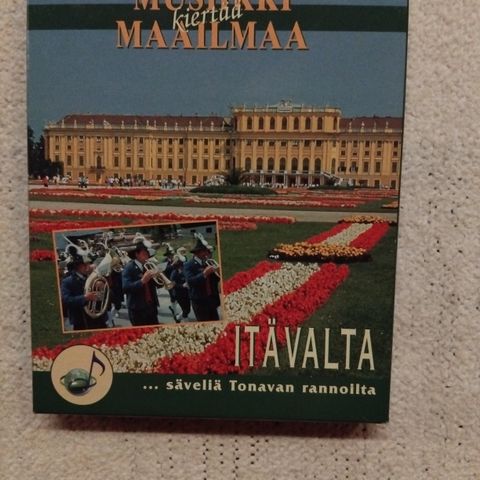 MUSIIKKI
kiertää
MAAILMAA
ITÄVALTA
... säveliä Tonavan rannoilta